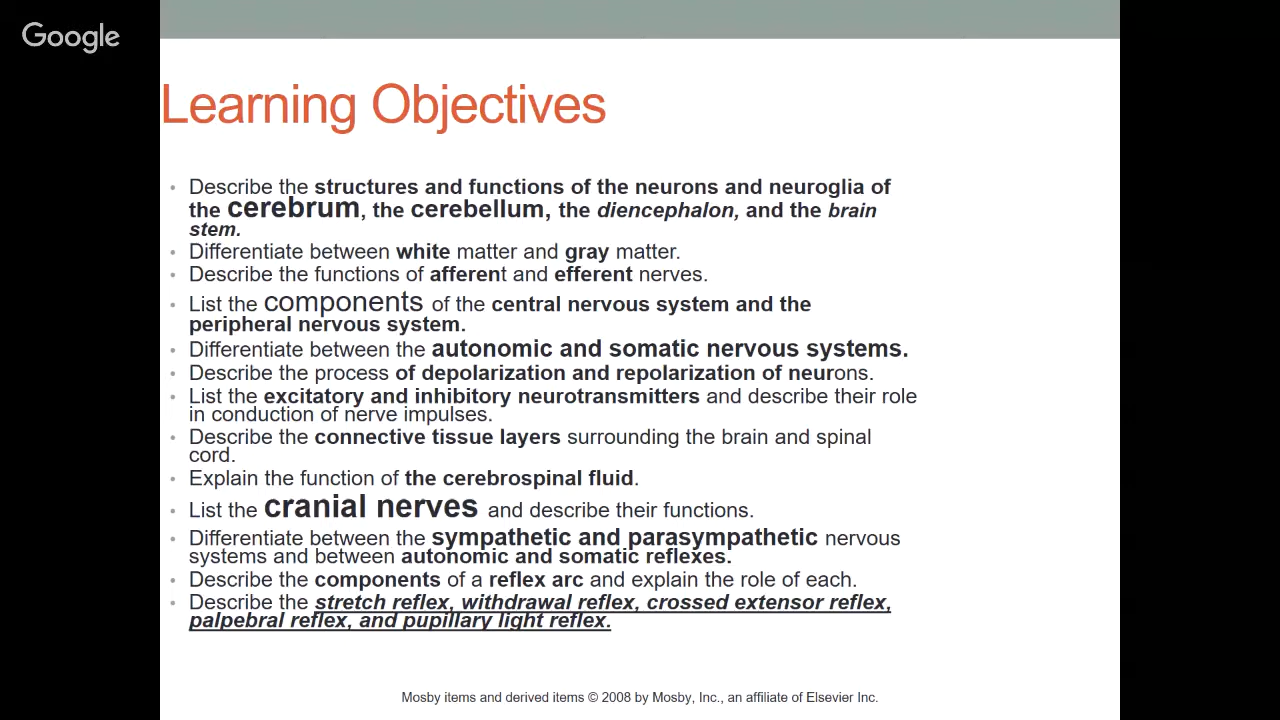 Google
Learning Objectives
• Describe the structures and functions of the neurons and neuroglia of
the cerebrum, the cerebellum, the diencephalon, and the brain
stem.
• Differentiate between white matter and gray matter.
• Describe the functions of afferent and efferent nerves.
• List the components of the central nervous system and the
peripheral nervous system.
• Differentiate between the autonomic and somatic nervous systems.
• Describe the process of depolarization and repolarization of neurons.
• List the excitatory and inhibitory neurotransmitters and describe their role
in conduction of nerve impulses.
• Describe the connective tissue layers surrounding the brain and spinal
cord.
• Explain the function of the cerebrospinal fluid.
• List the cranial nerves and describe their functions.
• Differentiate between the sympathetic and parasympathetic nervous
systems and between autonomic and somatic reflexes.
• Describe the components of a reflex arc and explain the role of each.
• Describe the stretch reflex, withdrawal reflex, crossed extensor reflex,
palpebral reflex, and pupillary light reflex.
Mosby items and derived items © 2008 by Mosby, Inc., an affiliate of Elsevier Inc.